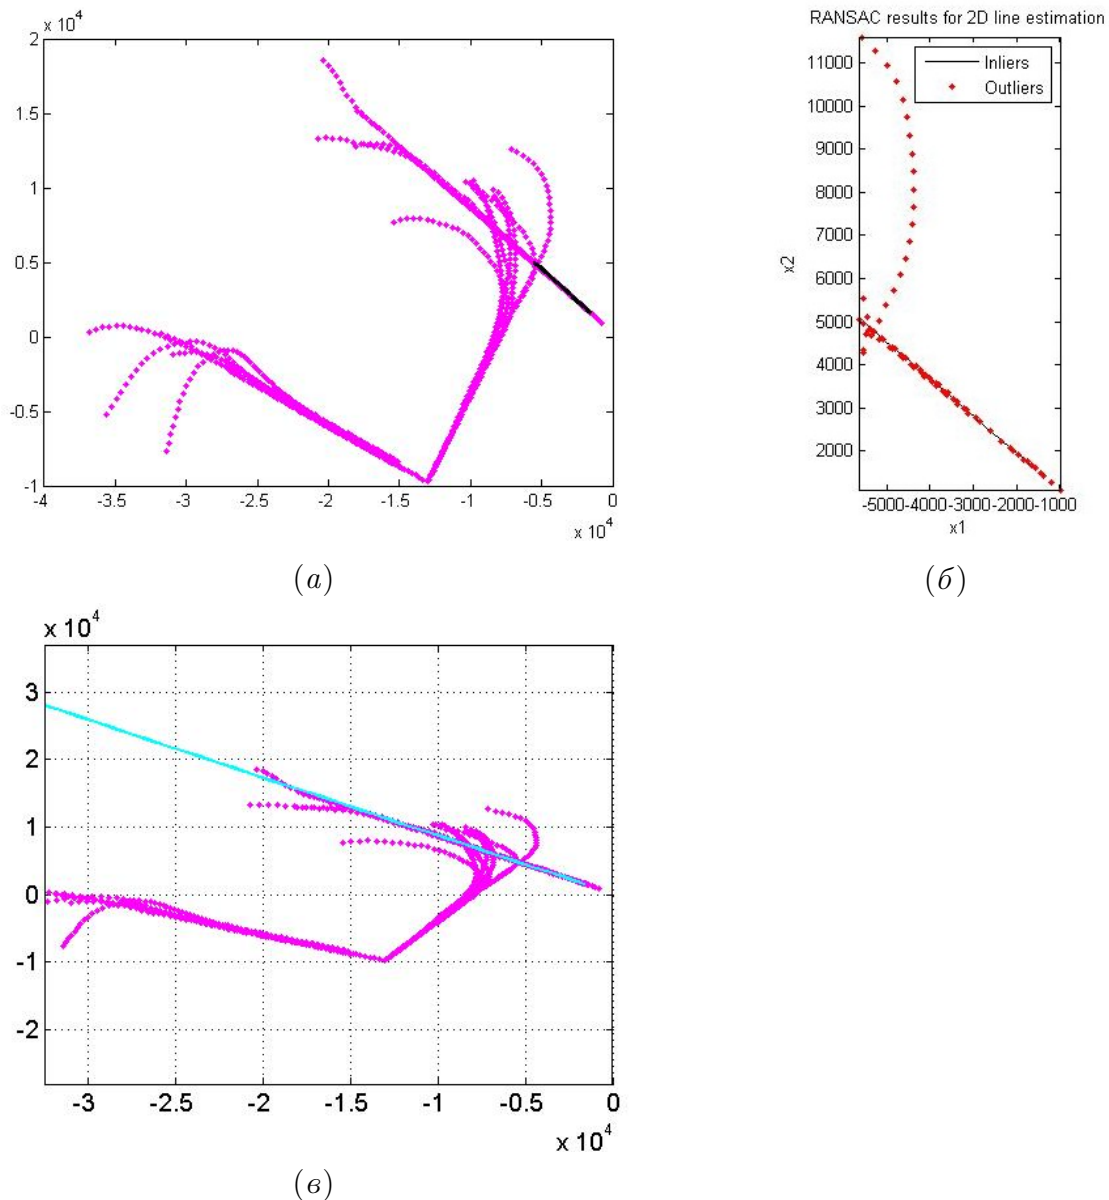 x 10^4
2
1.5
1
0.5
0
-0.5
-1
-4 -3.5 -3 -2.5 -2 -1.5 -1 -0.5 0
x 10^4
(а)
RANSAC results for 2D line estimation
Inliers
Outliers
11000
10000
9000
8000
7000
6000
5000
4000
3000
2000
x2
-5000-4000-3000-2000-1000
x1
(б)
x 10^4
3
2
1
0
-1
-2
-3 -2.5 -2 -1.5 -1 -0.5 0
x 10^4
(в)